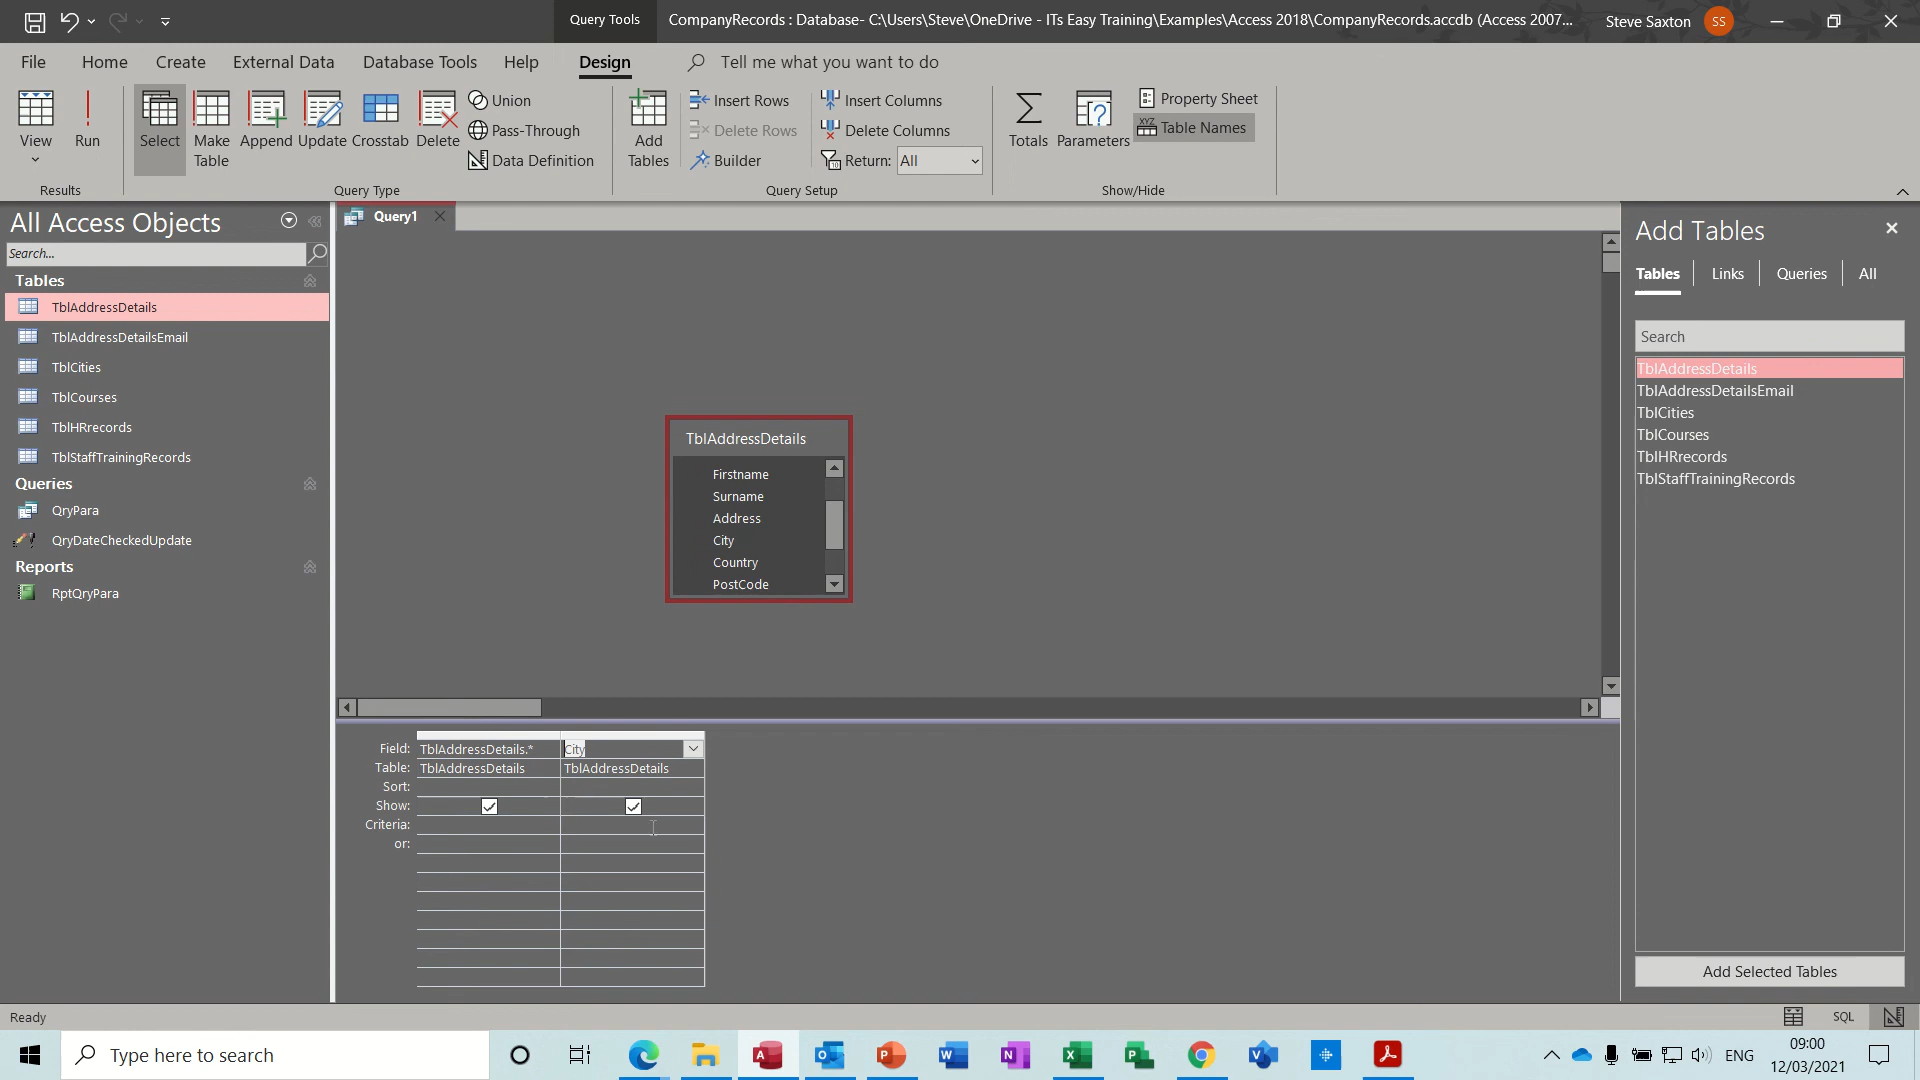 Query Tools
CompanyRecords : Database- C:\Users\Steve\OneDrive - ITs Easy Training\Examples\Access 2018\CompanyRecords.accdb (Access 2007...
Steve Saxton
SS
File
Home
Create
External Data
Database Tools
Help
Design
Tell me what you want to do
View
Run
Select
Make Table
Append
Update
Crosstab
Delete
Union
Pass-Through
Data Definition
Add Tables
Insert Rows
Delete Rows
Builder
Insert Columns
Delete Columns
Return: All
Totals
Parameters
Property Sheet
XYZ
Table Names
Results
Query Type
Query Setup
Show/Hide
All Access Objects
Search...
Tables
TblAddressDetails
TblAddressDetailsEmail
TblCities
TblCourses
TblHRrecords
TblStaffTrainingRecords
Queries
QryPara
QryDateCheckedUpdate
Reports
RptQryPara
Query1
TblAddressDetails
Firstname
Surname
Address
City
Country
PostCode
Field: TblAddressDetails.* City
Table: TblAddressDetails TblAddressDetails
Sort:
Show:
Criteria:
or:
Add Tables
Tables
Links
Queries
All
Search
TblAddressDetails
TblAddressDetailsEmail
TblCities
TblCourses
TblHRrecords
TblStaffTrainingRecords
Add Selected Tables
Ready
SQL
Type here to search
ENG
09:00
12/03/2021